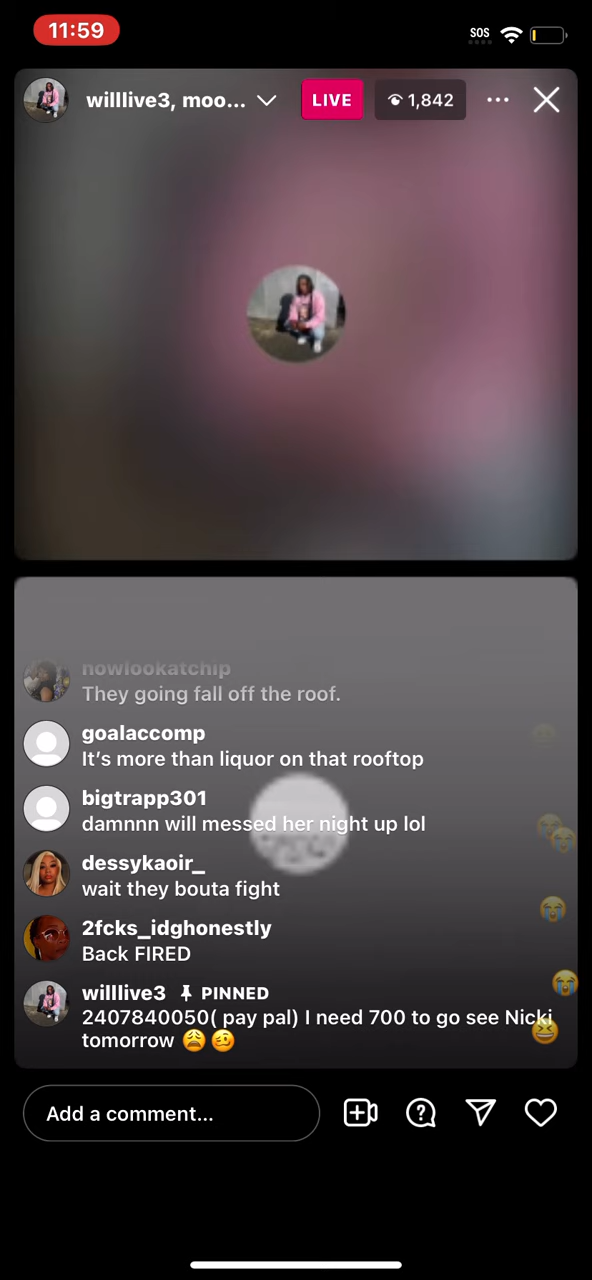 11:59
SOS
willlive3, moo...
LIVE
1,842
nowlookatchip
They going fall off the roof.
goalaccomp
It’s more than liquor on that rooftop
bigtrapp301
damnnn will messed her night up lol
dessykaoir_
wait they bouta fight
2fcks_idghonestly
Back FIRED
willlive3 PINNED
2407840050( pay pal) I need 700 to go see Nicki
tomorrow 😩 🥴
Add a comment...